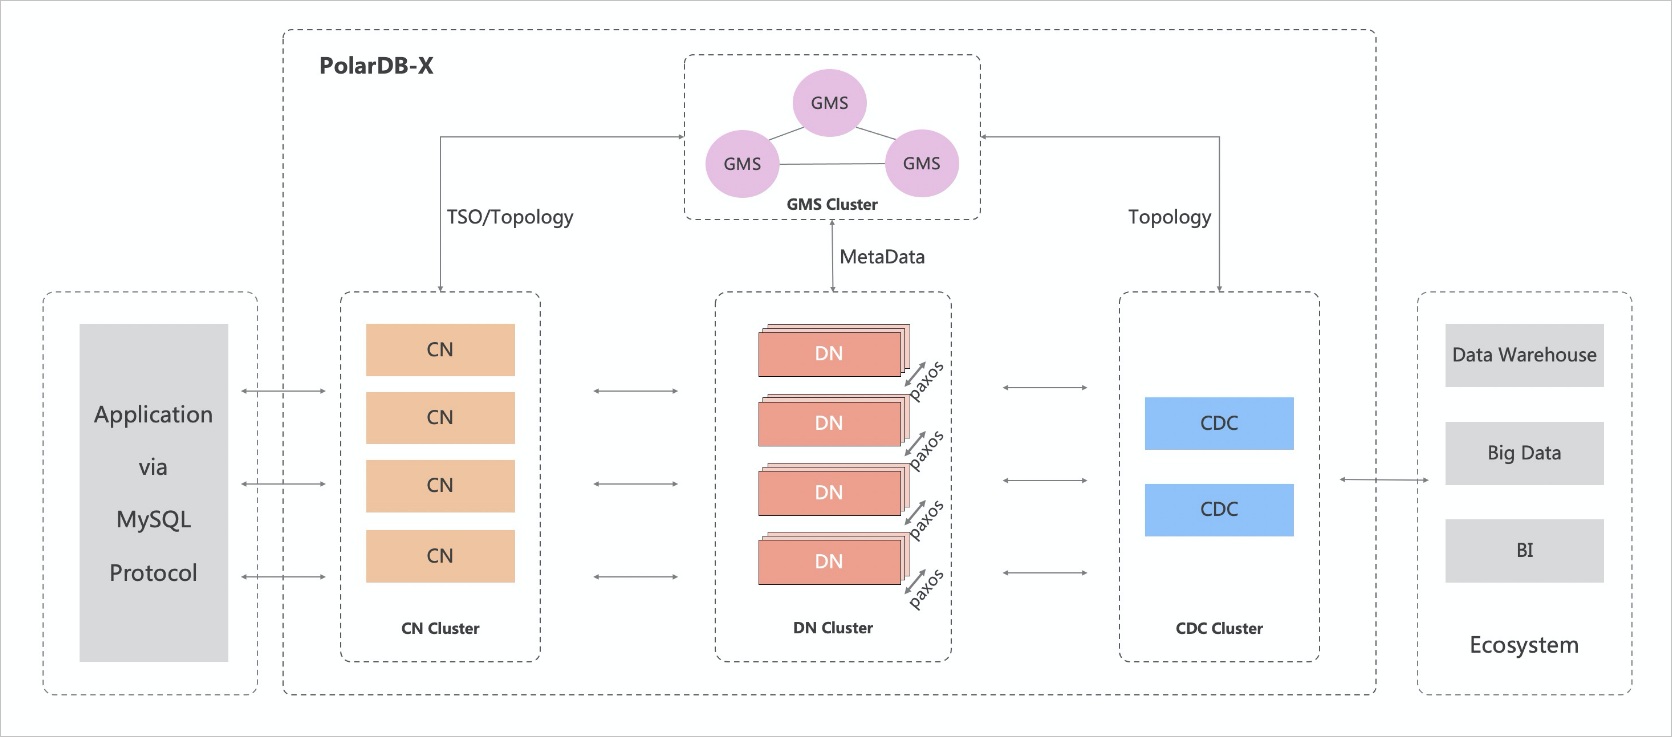 PolarDB-X
GMS
GMS
GMS
GMS Cluster
TSO/Topology
Topology
MetaData
Application
via
MySQL
Protocol
CN
CN
CN
CN
CN Cluster
DN
paxos
DN
paxos
DN
paxos
DN
paxos
DN Cluster
CDC
CDC
CDC Cluster
Data Warehouse
Big Data
BI
Ecosystem